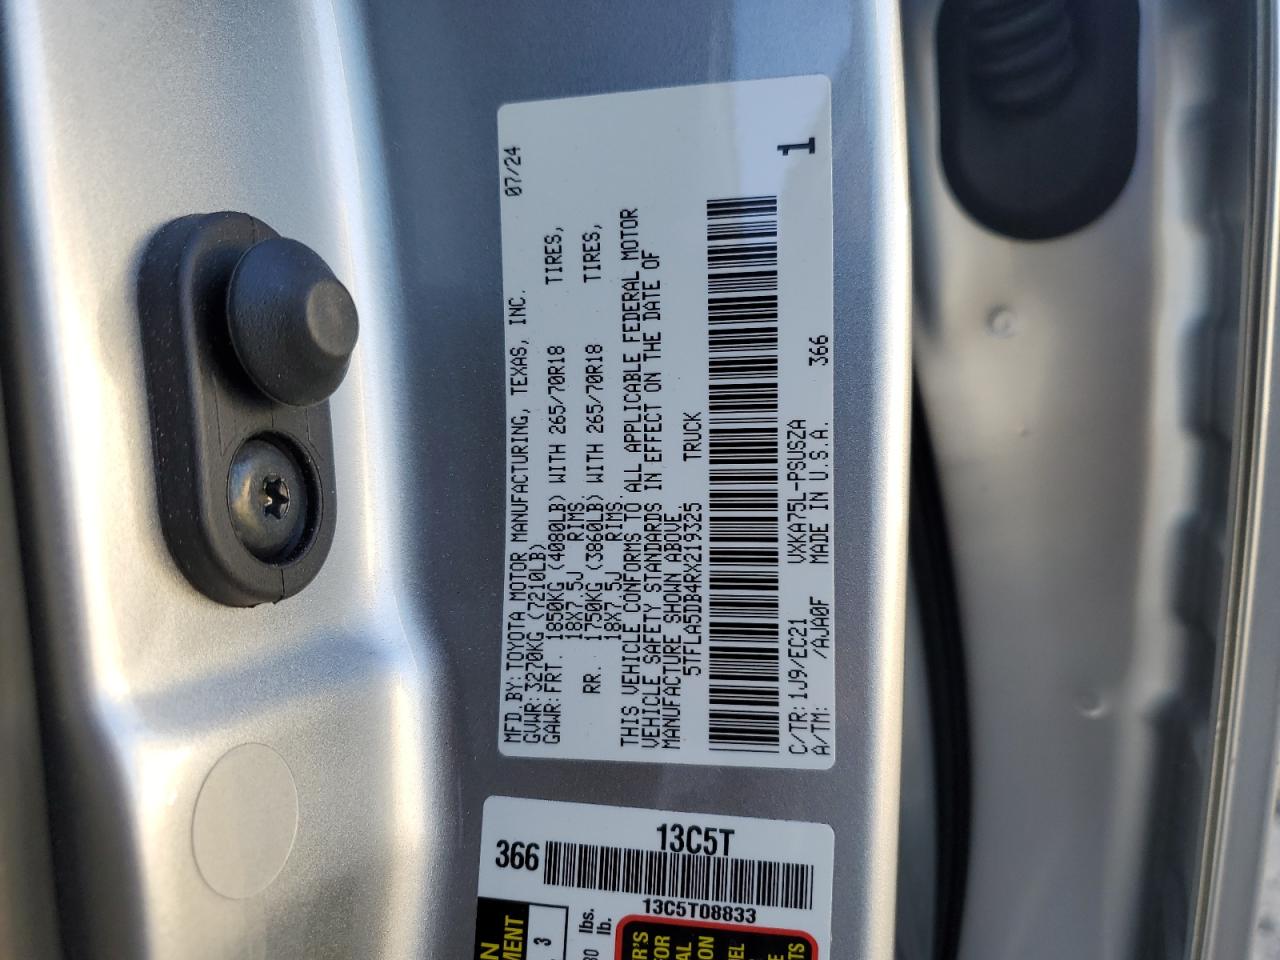 MFD.BY:TOYOTA MOTOR MANUFACTURING, TEXAS, INC. 07/24
GVWR:3270KG (7210LB)
GAWR:FRT. 1850KG (4080LB) WITH 265/70R18 TIRES,
18X7.5J RIMS.
RR. 1750KG (3860LB) WITH 265/70R18 TIRES,
18X7.5J RIMS.
THIS VEHICLE CONFORMS TO ALL APPLICABLE FEDERAL MOTOR
VEHICLE SAFETY STANDARDS IN EFFECT ON THE DATE OF
MANUFACTURE SHOWN ABOVE
5TFLA5DB4RX219325 TRUCK
C/TR:1J9/EC21 VXKA75L-PSUSZA
A/TM: /AJA0F MADE IN U.S.A. 366
1
13C5T
366
13C5T08833
3
lbs.
lb.